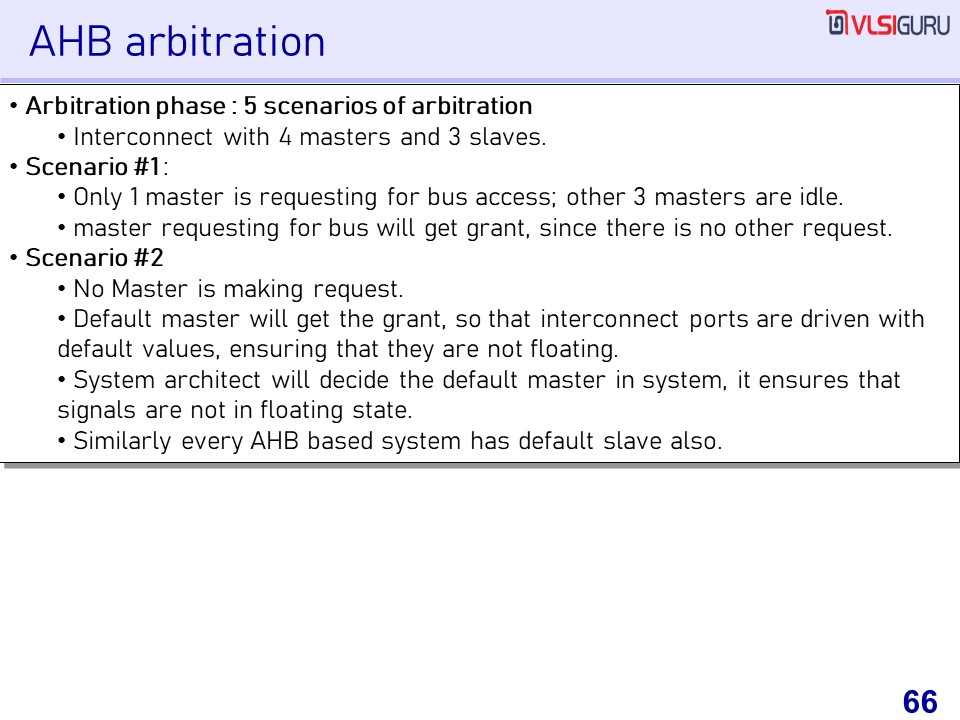 AHB arbitration
VLSIGURU
• Arbitration phase : 5 scenarios of arbitration
• Interconnect with 4 masters and 3 slaves.
• Scenario #1:
• Only 1 master is requesting for bus access; other 3 masters are idle.
• master requesting for bus will get grant, since there is no other request.
• Scenario #2
• No Master is making request.
• Default master will get the grant, so that interconnect ports are driven with
default values, ensuring that they are not floating.
• System architect will decide the default master in system, it ensures that
signals are not in floating state.
• Similarly every AHB based system has default slave also.
66